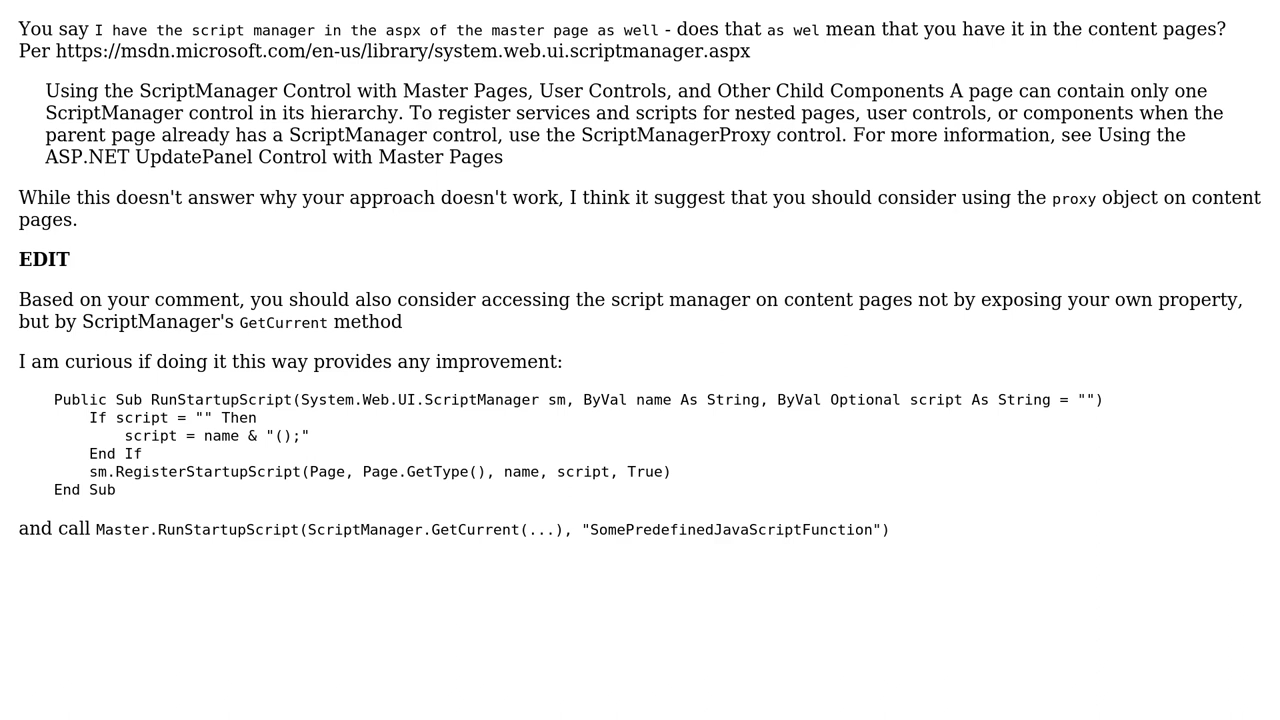 You say I have the script manager in the aspx of the master page as well - does that as wel mean that you have it in the content pages?
Per https://msdn.microsoft.com/en-us/library/system.web.ui.scriptmanager.aspx
Using the ScriptManager Control with Master Pages, User Controls, and Other Child Components A page can contain only one
ScriptManager control in its hierarchy. To register services and scripts for nested pages, user controls, or components when the
parent page already has a ScriptManager control, use the ScriptManagerProxy control. For more information, see Using the
ASP.NET UpdatePanel Control with Master Pages
While this doesn't answer why your approach doesn't work, I think it suggest that you should consider using the proxy object on content
pages.
EDIT
Based on your comment, you should also consider accessing the script manager on content pages not by exposing your own property,
but by ScriptManager's GetCurrent method
I am curious if doing it this way provides any improvement:
Public Sub RunStartupScript(System.Web.UI.ScriptManager sm, ByVal name As String, ByVal Optional script As String = "")
    If script = "" Then
        script = name & "();"
    End If
    sm.RegisterStartupScript(Page, Page.GetType(), name, script, True)
End Sub
and call Master.RunStartupScript(ScriptManager.GetCurrent(...), "SomePredefinedJavaScriptFunction")